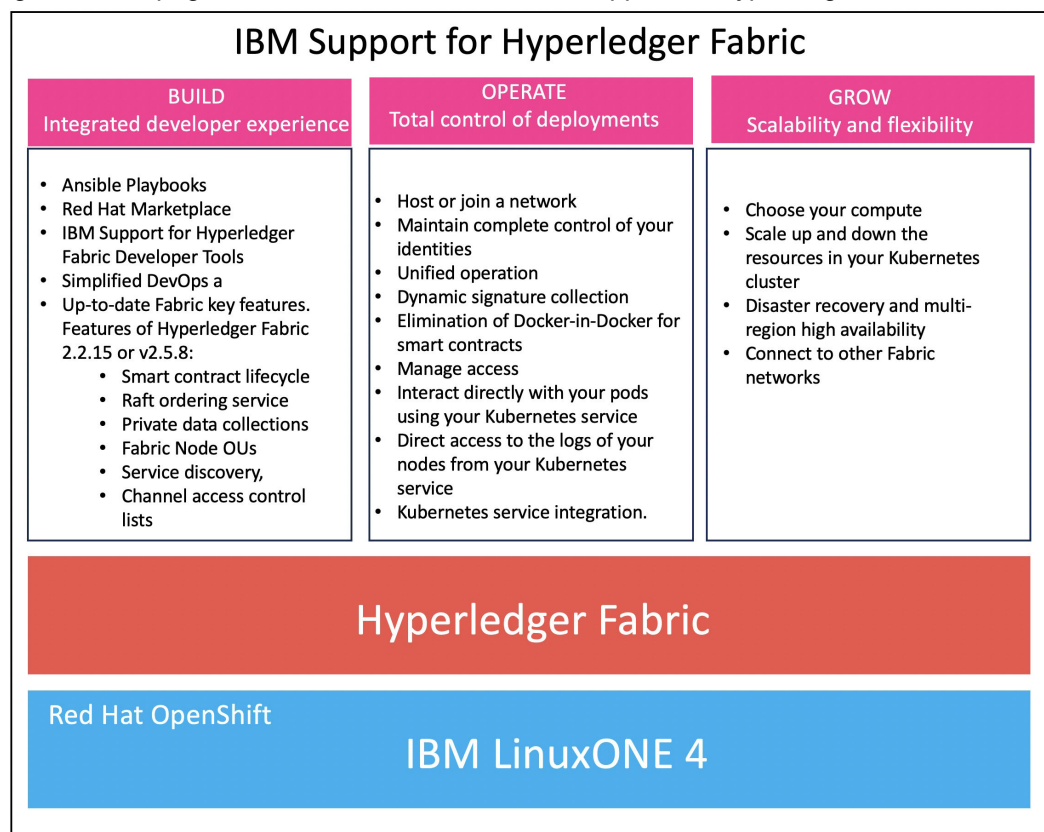 IBM Support for Hyperledger Fabric
BUILD
Integrated developer experience
• Ansible Playbooks
• Red Hat Marketplace
• IBM Support for Hyperledger
Fabric Developer Tools
• Simplified DevOps a
• Up-to-date Fabric key features.
Features of Hyperledger Fabric
2.2.15 or v2.5.8:
• Smart contract lifecycle
• Raft ordering service
• Private data collections
• Fabric Node OUs
• Service discovery,
• Channel access control
lists
OPERATE
Total control of deployments
• Host or join a network
• Maintain complete control of your
identities
• Unified operation
• Dynamic signature collection
• Elimination of Docker-in-Docker for
smart contracts
• Manage access
• Interact directly with your pods
using your Kubernetes service
• Direct access to the logs of your
nodes from your Kubernetes
service
• Kubernetes service integration.
GROW
Scalability and flexibility
• Choose your compute
• Scale up and down the
resources in your Kubernetes
cluster
• Disaster recovery and multi-
region high availability
• Connect to other Fabric
networks
Hyperledger Fabric
Red Hat OpenShift
IBM LinuxONE 4